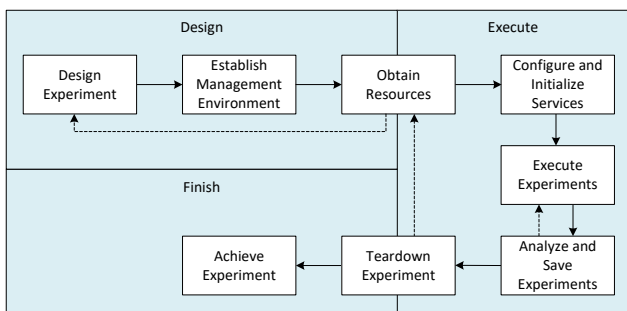 Design
Execute
Design
Experiment
Establish
Management
Environment
Obtain
Resources
Configure and
Initialize
Services
Execute
Experiments
Finish
Achieve
Experiment
Teardown
Experiment
Analyze and
Save
Experiments